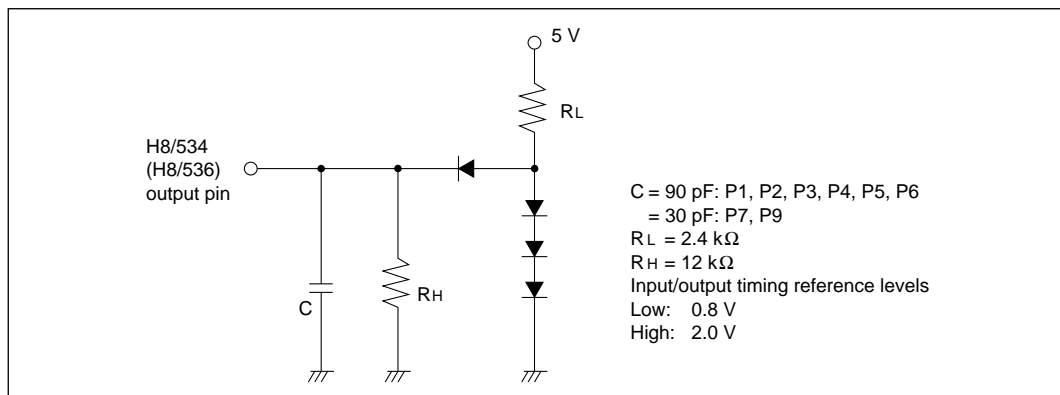 5 V
RL
H8/534
(H8/536)
output pin
C
RH
C = 90 pF: P1, P2, P3, P4, P5, P6
= 30 pF: P7, P9
RL = 2.4 kΩ
RH = 12 kΩ
Input/output timing reference levels
Low: 0.8 V
High: 2.0 V